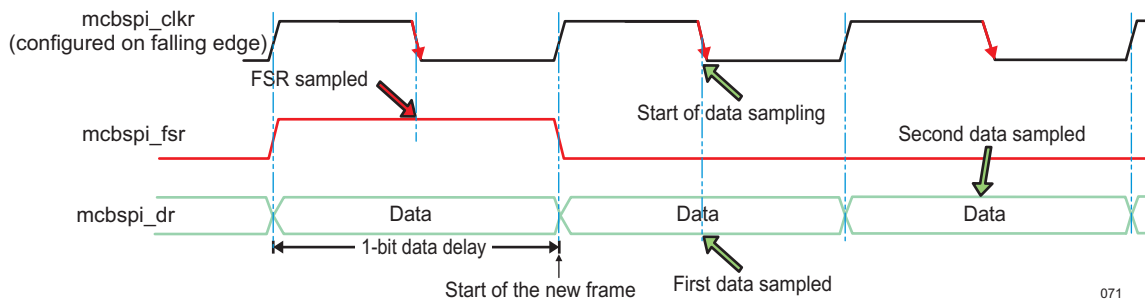 mcbspi_clkr
(configured on falling edge)
FSR sampled
Start of data sampling
mcbspi_fsr
Second data sampled
mcbspi_dr
Data
Data
Data
1-bit data delay
Start of the new frame
First data sampled
071